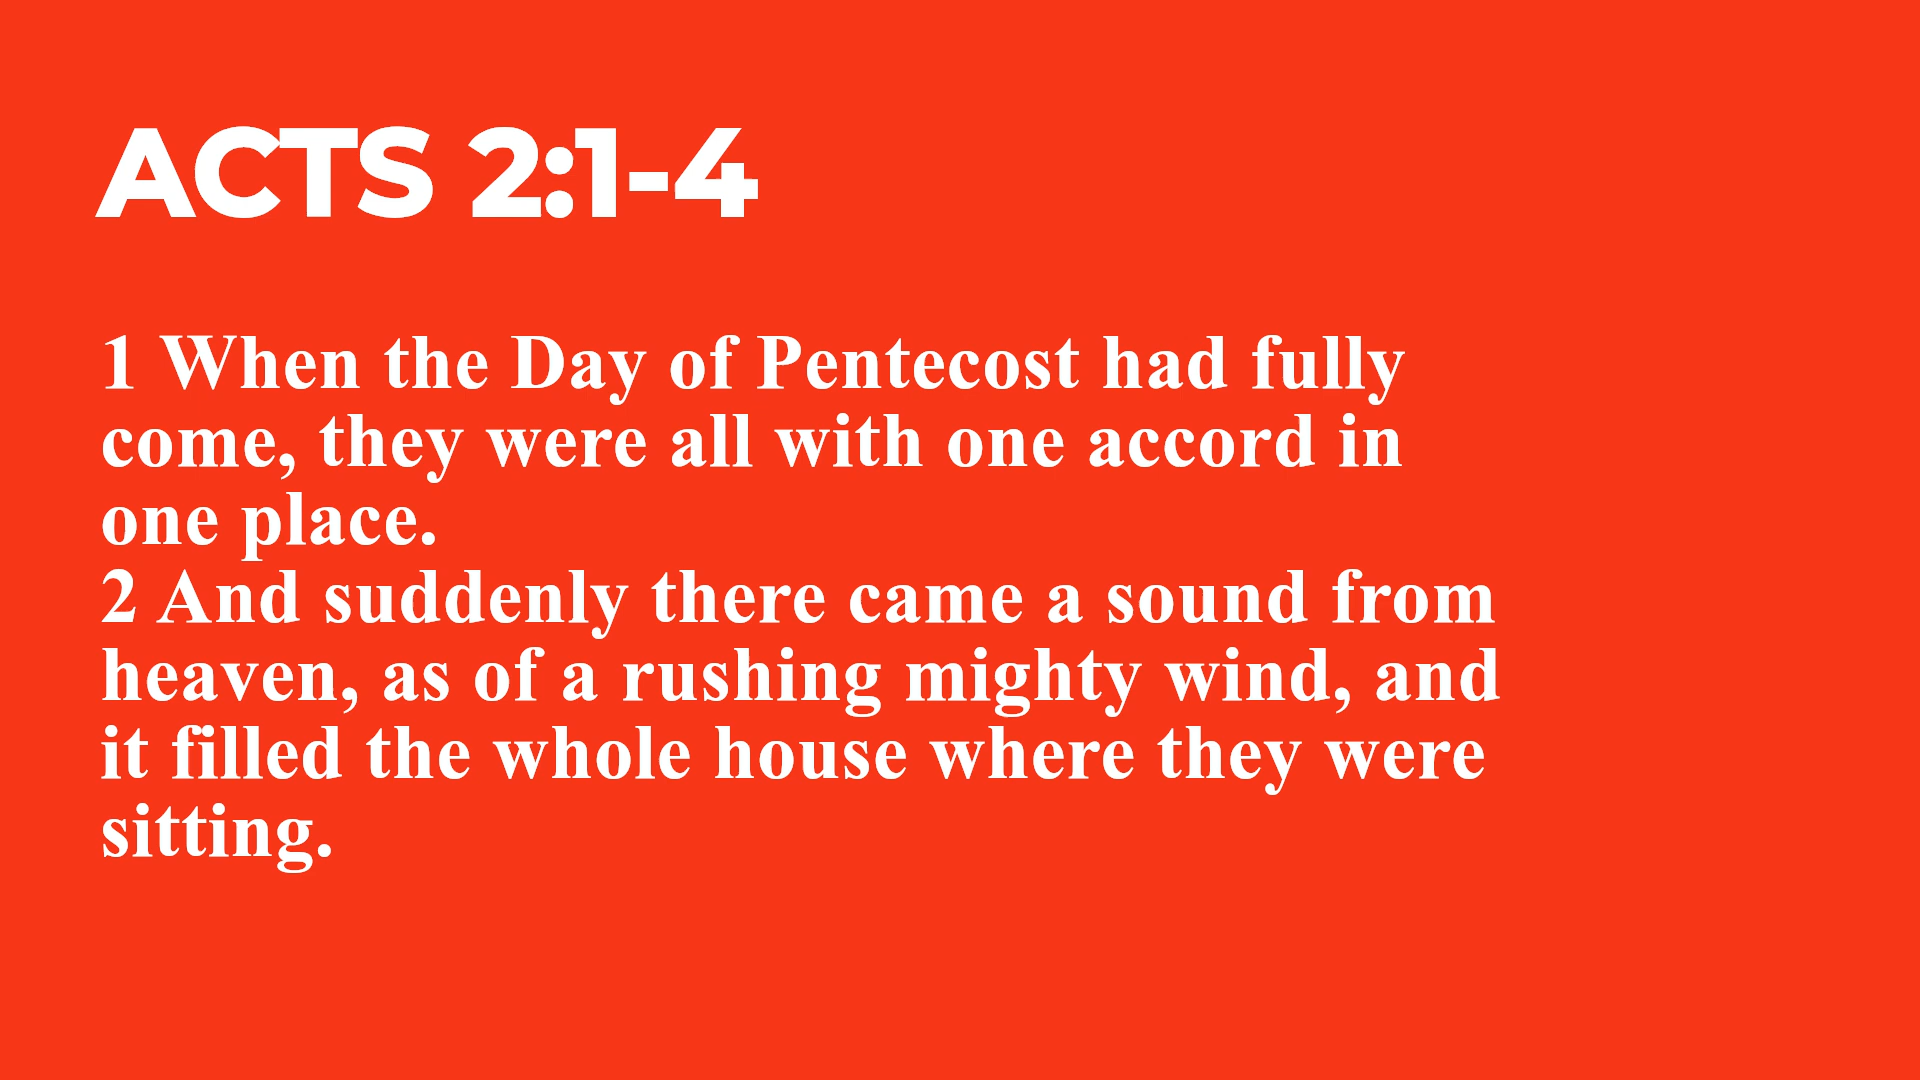 ACTS 2:1-4
1 When the Day of Pentecost had fully
come, they were all with one accord in
one place.
2 And suddenly there came a sound from
heaven, as of a rushing mighty wind, and
it filled the whole house where they were
sitting.